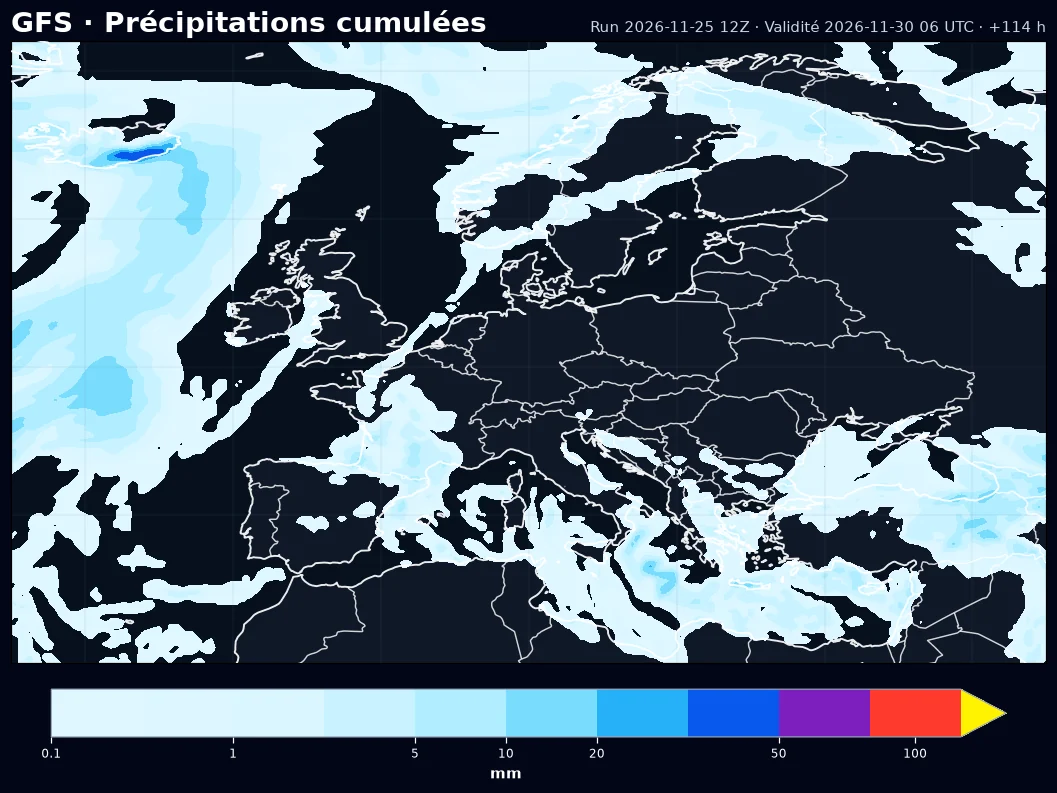 GFS · Précipitations cumulées
Run 2026-11-25 12Z · Validité 2026-11-30 06 UTC · +114 h
0.1 1 5 10 20 50 100
mm